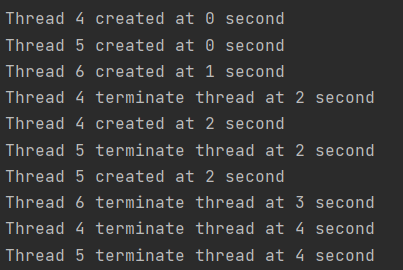 Thread 4 created at 0 second
Thread 5 created at 0 second
Thread 6 created at 1 second
Thread 4 terminate thread at 2 second
Thread 4 created at 2 second
Thread 5 terminate thread at 2 second
Thread 5 created at 2 second
Thread 6 terminate thread at 3 second
Thread 4 terminate thread at 4 second
Thread 5 terminate thread at 4 second